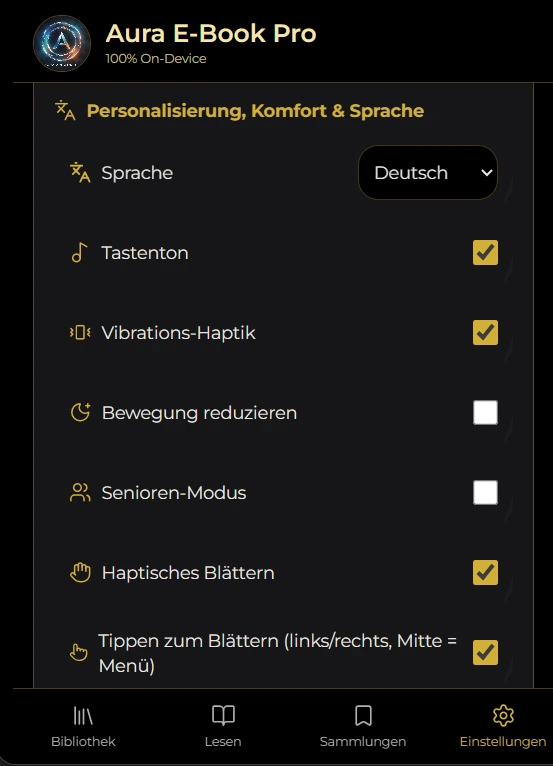 Aura E-Book Pro
100% On-Device
Personalisierung, Komfort & Sprache
Sprache
Deutsch
Tastenton
Vibrations-Haptik
Bewegung reduzieren
Senioren-Modus
Haptisches Blättern
Tippen zum Blättern (links/rechts, Mitte =
Menü)
Bibliothek
Lesen
Sammlungen
Einstellungen